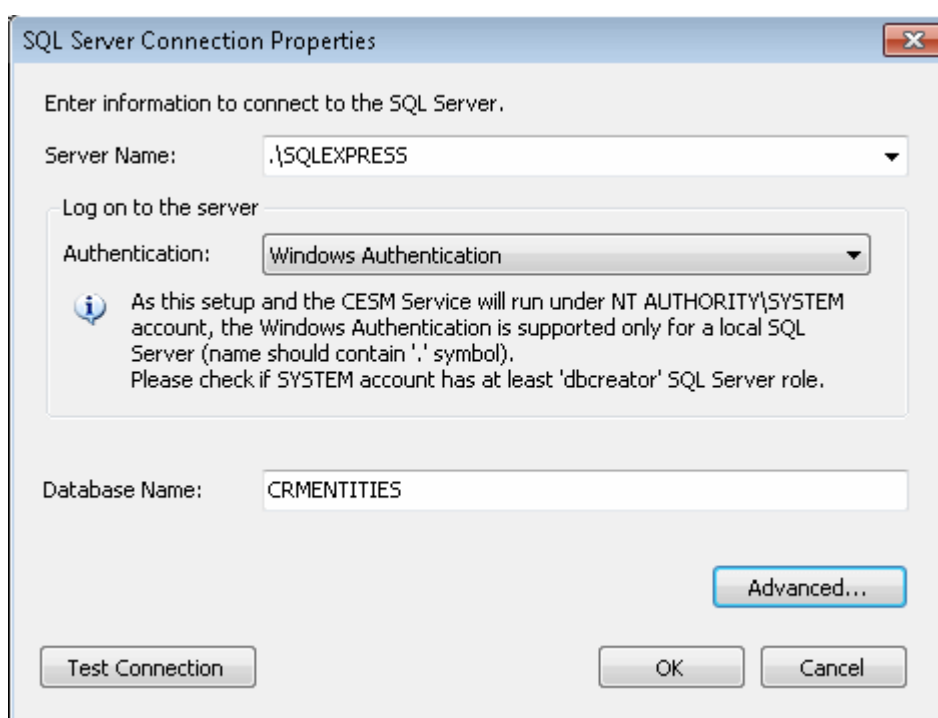 SQL Server Connection Properties
Enter information to connect to the SQL Server.
Server Name: .\SQLEXPRESS
Log on to the server
Authentication: Windows Authentication
As this setup and the CESM Service will run under NT AUTHORITY\SYSTEM
account, the Windows Authentication is supported only for a local SQL
Server (name should contain '.' symbol).
Please check if SYSTEM account has at least 'dbcreator' SQL Server role.
Database Name: CRMENTITIES
Advanced...
Test Connection OK Cancel